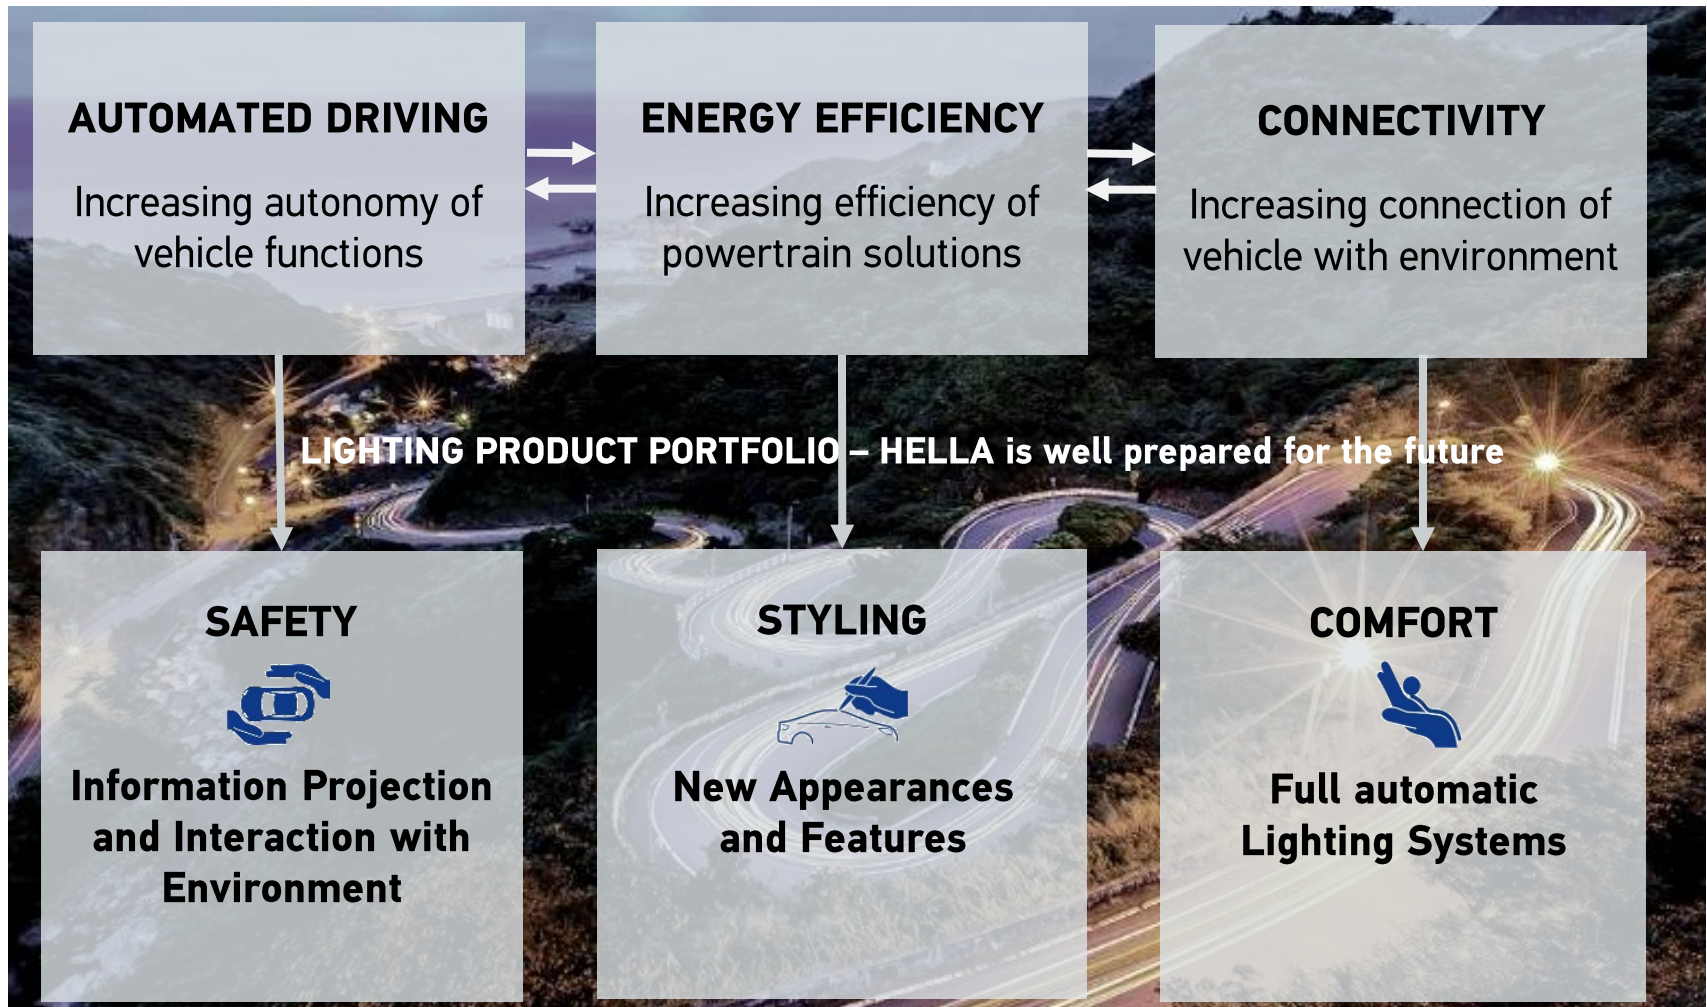 AUTOMATED DRIVING
Increasing autonomy of
vehicle functions
ENERGY EFFICIENCY
Increasing efficiency of
powertrain solutions
CONNECTIVITY
Increasing connection of
vehicle with environment
LIGHTING PRODUCT PORTFOLIO – HELLA is well prepared for the future
SAFETY
Information Projection
and Interaction with
Environment
STYLING
New Appearances
and Features
COMFORT
Full automatic
Lighting Systems